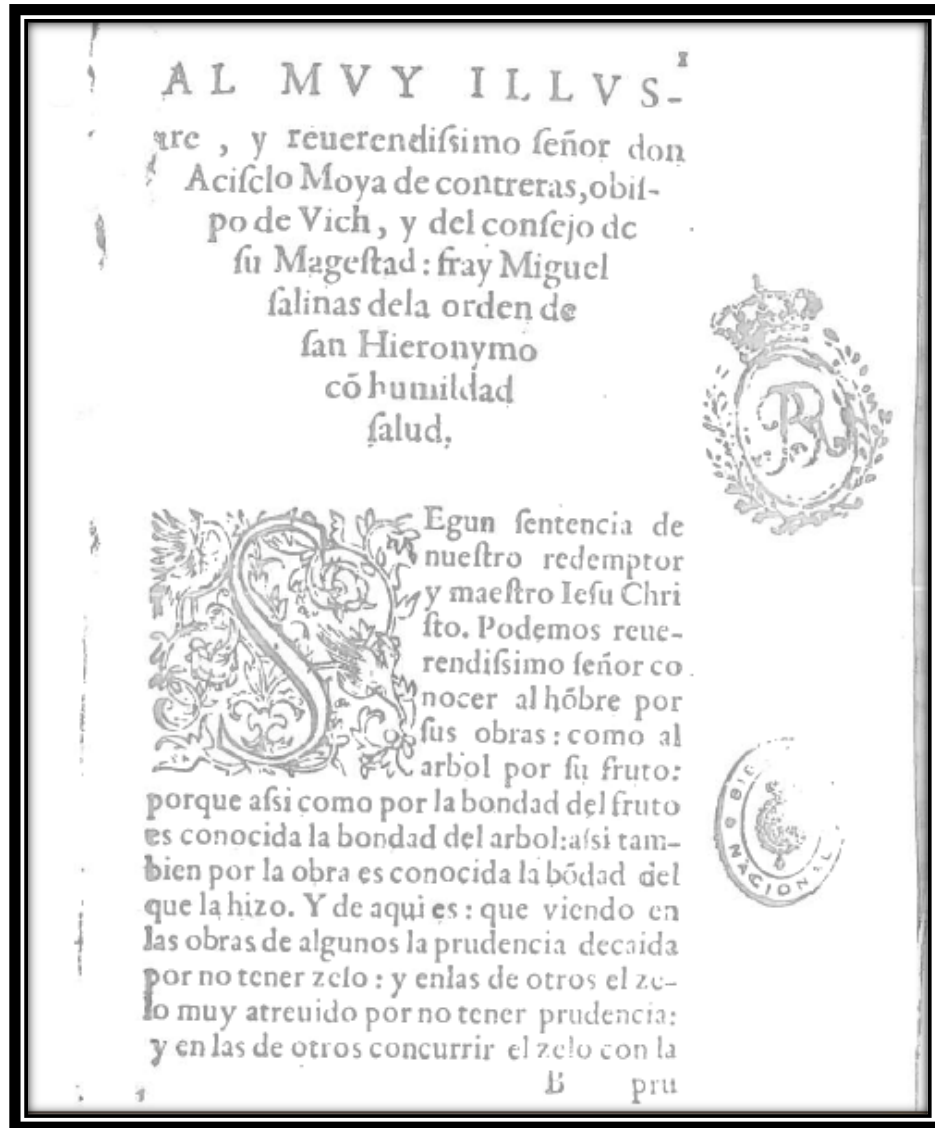 1
AL MVY ILLVS-
tre, y reuerendiſsimo ſeñor don
Aciſclo Moya de contreras, obiſ-
po de Vich, y del conſejo de
ſu Mageſtad: fray Miguel
ſalinas dela orden de
ſan Hieronymo
cõ humildad
ſalud.
SEgun ſentencia de
nueſtro redemptor
y maeſtro Ieſu Chri
ſto. Podemos reue-
rendiſsimo ſeñor co
nocer al hõbre por
ſus obras: como al
arbol por ſu fruto:
porque aſsi como por la bondad del fruto
es conocida la bondad del arbol: aſsi tam-
bien por la obra es conocida la bõdad del
que la hizo. Y de aqui es: que viendo en
las obras de algunos la prudencia decaida
por no tener zelo: y enlas de otros el ze-
lo muy atreuido por no tener prudencia:
y en las de otros concurrir el zelo con la
B pru
NACIONAL